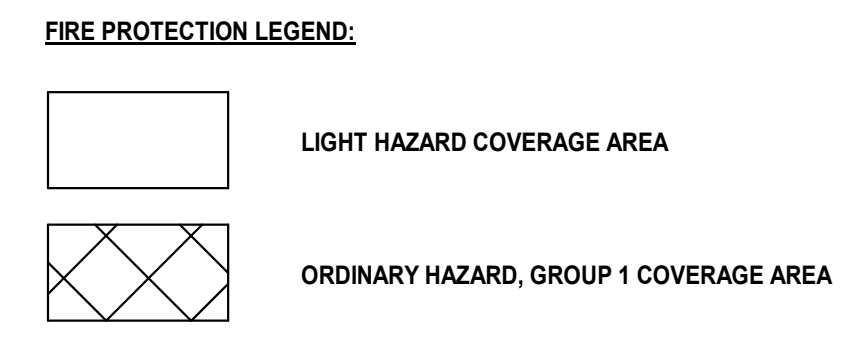 FIRE PROTECTION LEGEND:
LIGHT HAZARD COVERAGE AREA
ORDINARY HAZARD, GROUP 1 COVERAGE AREA